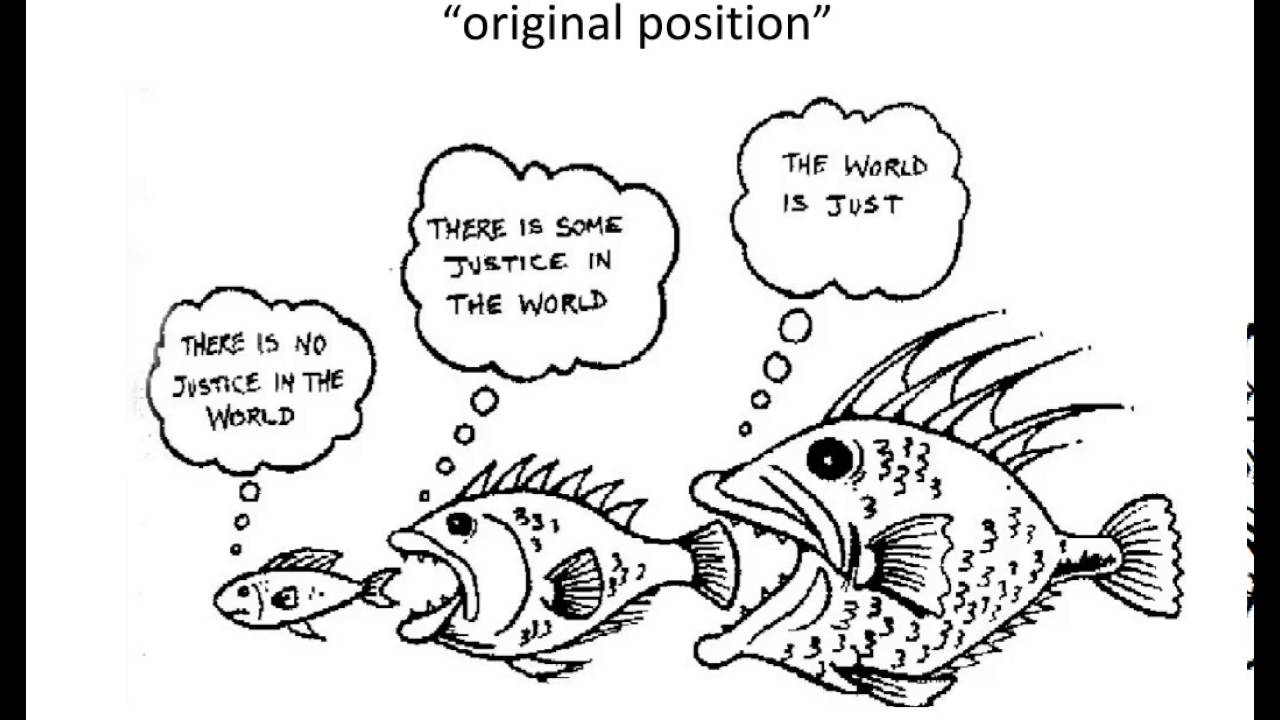 “original position”
THERE IS NO
JUSTICE IN THE
WORLD
THERE IS SOME
JUSTICE IN
THE WORLD
THE WORLD
IS JUST